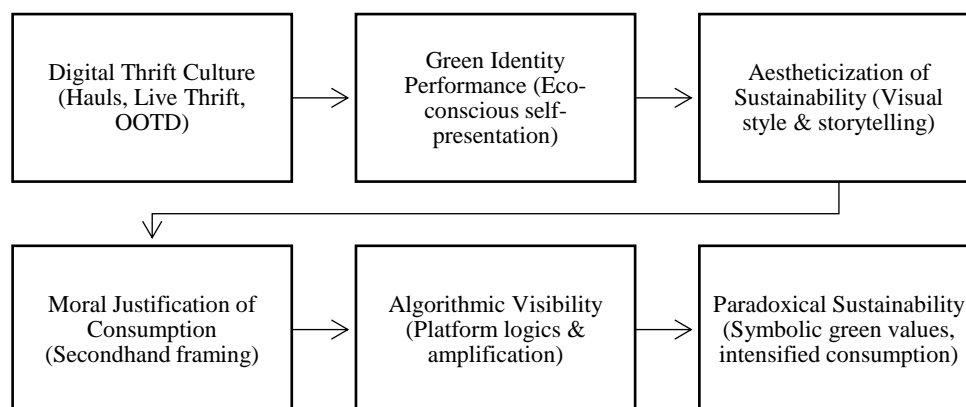 Digital Thrift Culture
(Hauls, Live Thrift,
OOTD)
Green Identity
Performance (Eco-
conscious self-
presentation)
Aestheticization of
Sustainability (Visual
style & storytelling)
Moral Justification of
Consumption
(Secondhand framing)
Algorithmic Visibility
(Platform logics &
amplification)
Paradoxical Sustainability
(Symbolic green values,
intensified consumption)